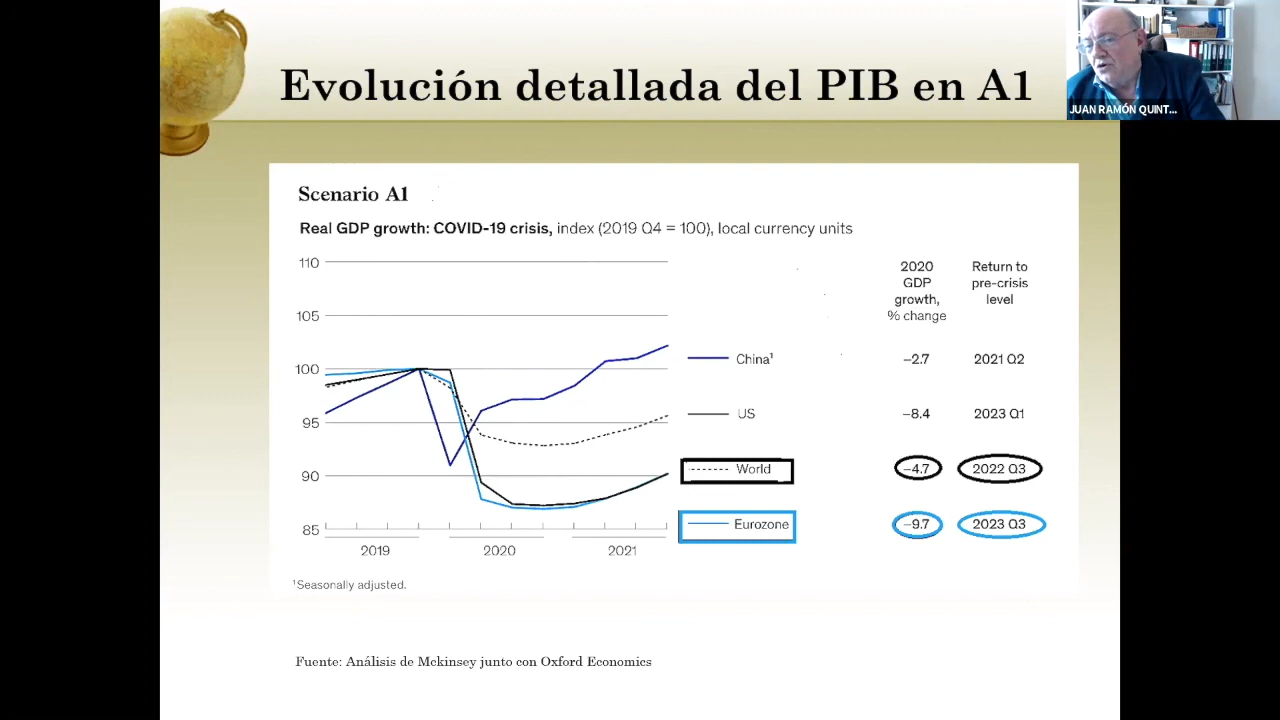 Evolución detallada del PIB en A1
JUAN RAMÓN QUINT...
Scenario A1
Real GDP growth: COVID-19 crisis, index (2019 Q4 = 100), local currency units
110
105
100
95
90
85
2019
2020
2021
2020
GDP
growth,
% change
Return to
pre-crisis
level
China¹ −2.7 2021 Q2
US −8.4 2023 Q1
World −4.7 2022 Q3
Eurozone −9.7 2023 Q3
¹Seasonally adjusted.
Fuente: Análisis de Mckinsey junto con Oxford Economics